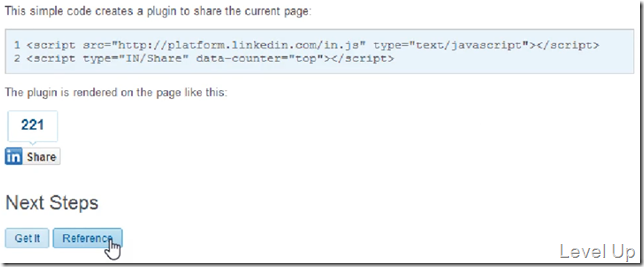 This simple code creates a plugin to share the current page:
1 <script src="http://platform.linkedin.com/in.js" type="text/javascript"></script>
2 <script type="IN/Share" data-counter="top"></script>
The plugin is rendered on the page like this:
221
in Share
Next Steps
Get It Reference
Level Up